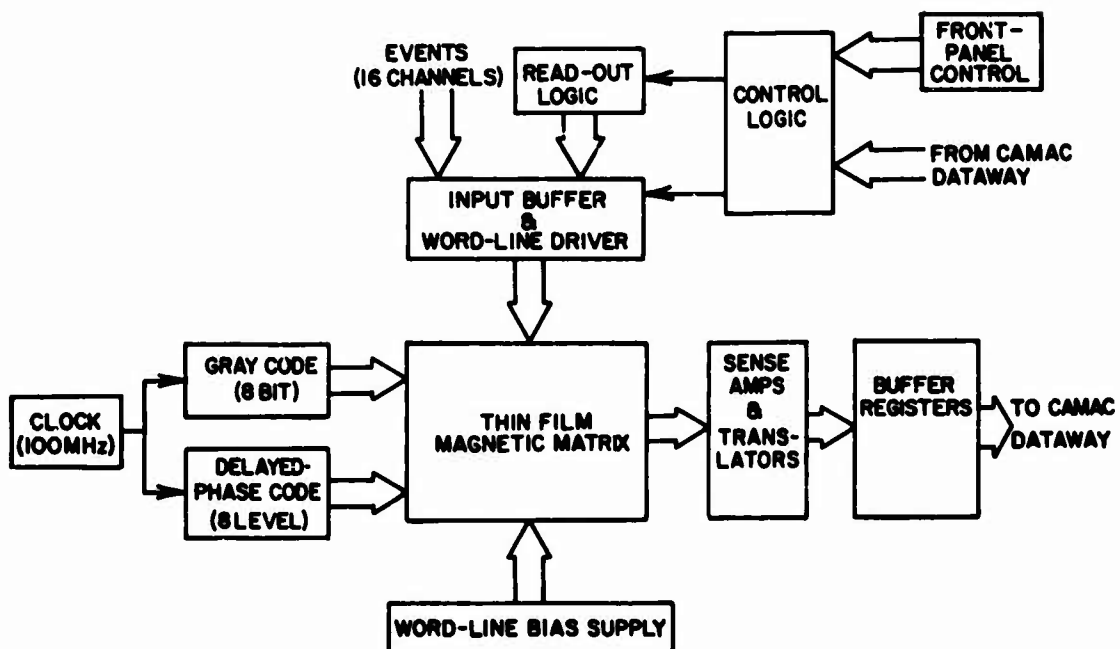 EVENTS
(16 CHANNELS)
READ-OUT
LOGIC
CONTROL
LOGIC
FRONT-
PANEL
CONTROL
FROM CAMAC
DATAWAY
INPUT BUFFER
&
WORD-LINE DRIVER
CLOCK
(100MHz)
GRAY CODE
(8 BIT)
DELAYED-
PHASE CODE
(8 LEVEL)
THIN FILM
MAGNETIC MATRIX
SENSE
AMPS
&
TRANS-
LATORS
BUFFER
REGISTERS
TO CAMAC
DATAWAY
WORD-LINE BIAS SUPPLY